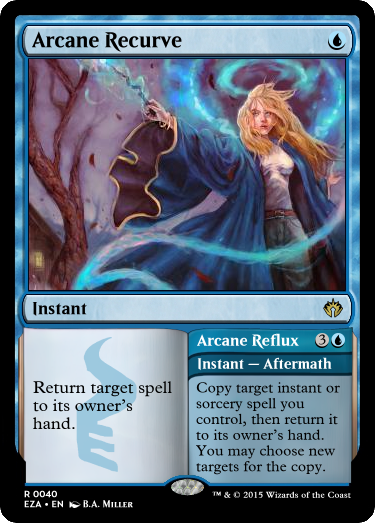 Arcane Recurve
Instant
Return target spell
to its owner's
hand.
Arcane Reflux 3
Instant — Aftermath
Copy target instant or
sorcery spell you
control, then return it
to its owner's hand.
You may choose new
targets for the copy.
R 0040
EZA • EN B.A. Miller
™ & © 2015 Wizards of the Coast